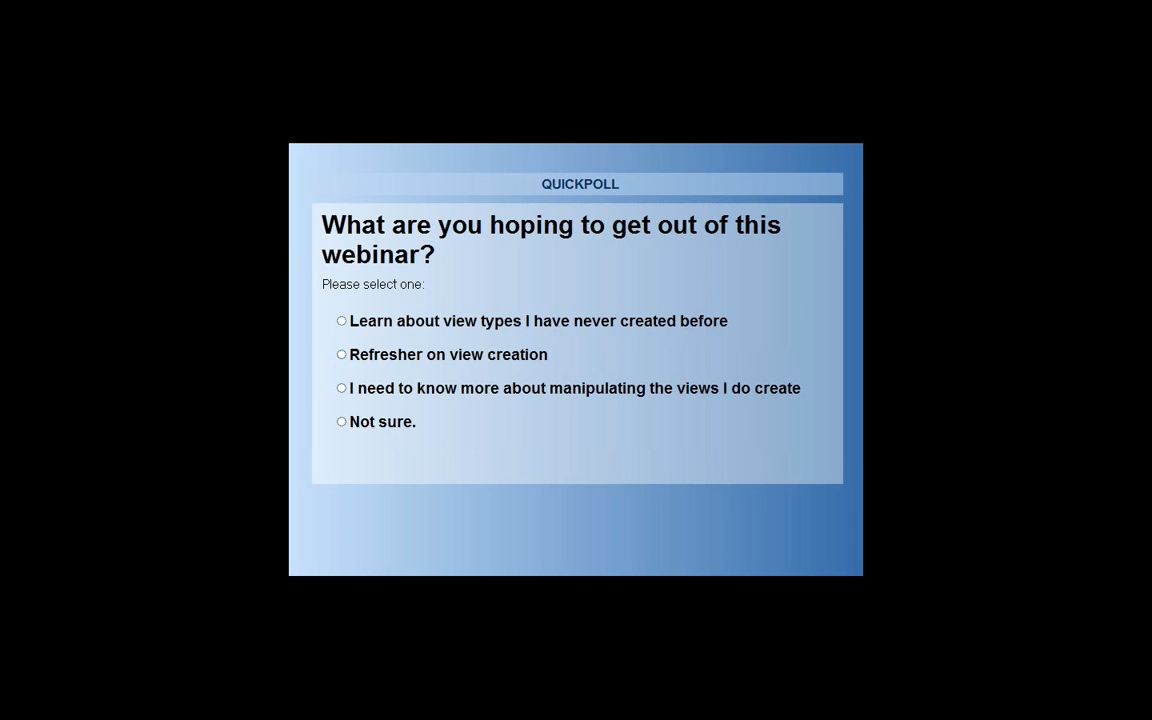 QUICKPOLL
What are you hoping to get out of this
webinar?
Please select one:
Learn about view types I have never created before
Refresher on view creation
I need to know more about manipulating the views I do create
Not sure.